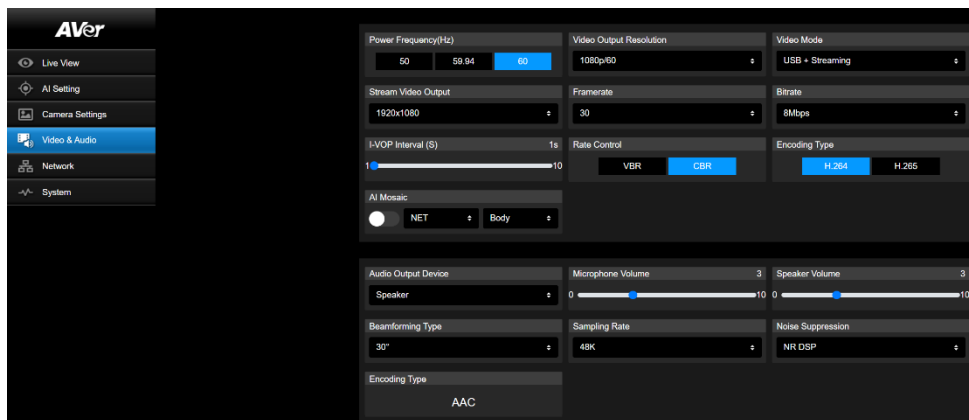 AVer
Live View
AI Setting
Camera Settings
Video & Audio
Network
System
Power Frequency(Hz)
50 59.94 60
Video Output Resolution
1080p/60
Video Mode
USB + Streaming
Stream Video Output
1920x1080
Framerate
30
Bitrate
8Mbps
I-VOP Interval (S) 1s
1 10
Rate Control
VBR CBR
Encoding Type
H.264 H.265
AI Mosaic
NET Body
Audio Output Device
Speaker
Microphone Volume 3
0 10
Speaker Volume 3
0 10
Beamforming Type
30°
Sampling Rate
48K
Noise Suppression
NR DSP
Encoding Type
AAC